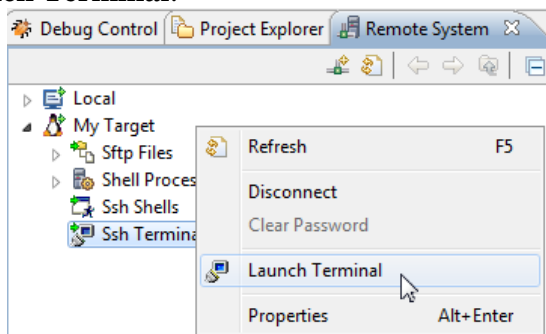 Debug Control Project Explorer Remote System
Local
My Target
Sftp Files
Shell Proces
Ssh Shells
Ssh Termina
Refresh F5
Disconnect
Clear Password
Launch Terminal
Properties Alt+Enter